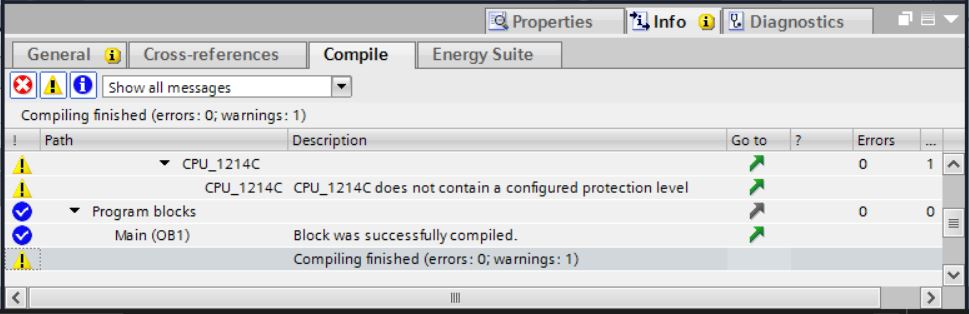 Properties Info Diagnostics
General Cross-references Compile Energy Suite
Show all messages
Compiling finished (errors: 0; warnings: 1)
! Path Description Go to ? Errors ...
CPU_1214C 0 1
CPU_1214C CPU_1214C does not contain a configured protection level
Program blocks 0 0
Main (OB1) Block was successfully compiled.
Compiling finished (errors: 0; warnings: 1)